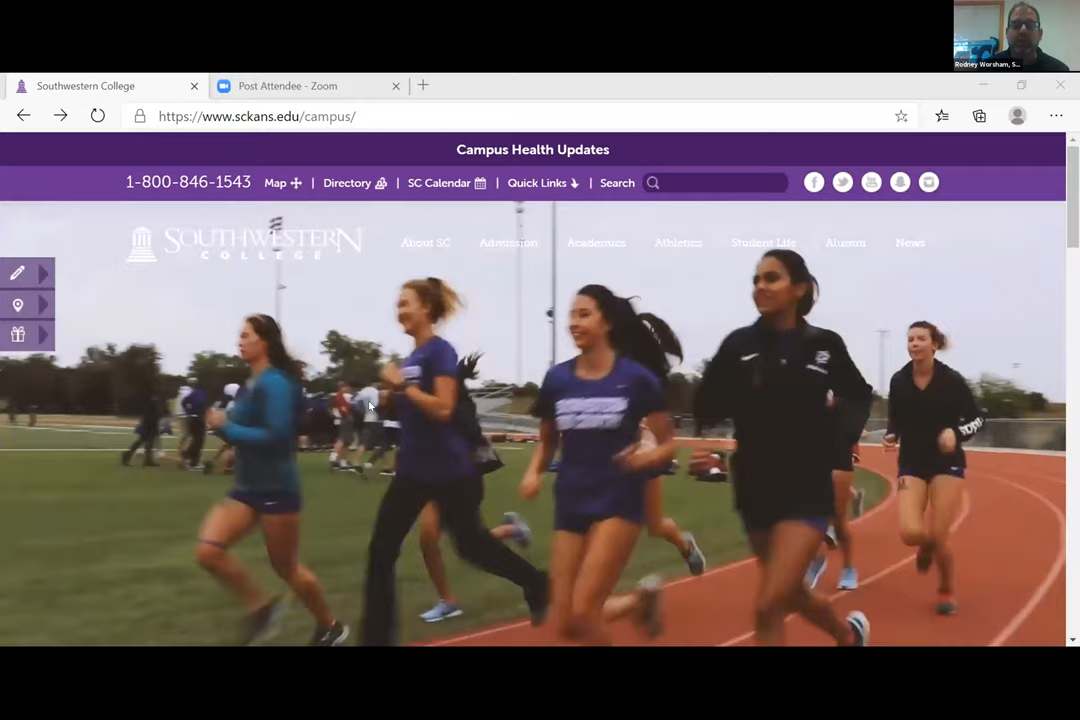 Rodney Worsham, S...
Southwestern College
Post Attendee - Zoom
https://www.sckans.edu/campus/
Campus Health Updates
1-800-846-1543 Map | Directory | SC Calendar | Quick Links | Search
SOUTHWESTERN
COLLEGE
About SC Admission Academics Athletics Student Life Alumni News